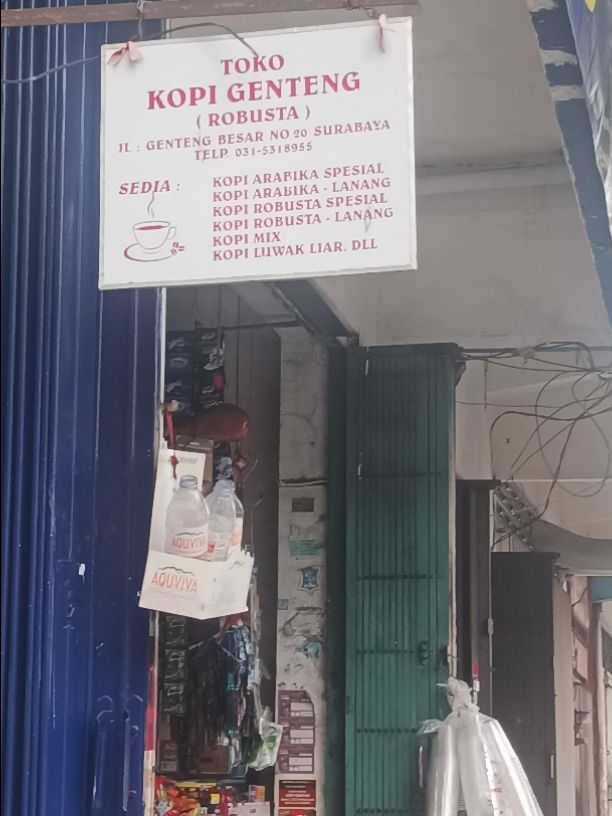 TOKO
KOPI GENTENG
( ROBUSTA )
JL : GENTENG BESAR NO 20 SURABAYA
TELP. 031-5318955
SEDIA :
KOPI ARABIKA SPESIAL
KOPI ARABIKA - LANANG
KOPI ROBUSTA SPESIAL
KOPI ROBUSTA - LANANG
KOPI MIX
KOPI LUWAK LIAR. DLL
AQUVIVA
AQUVIVA